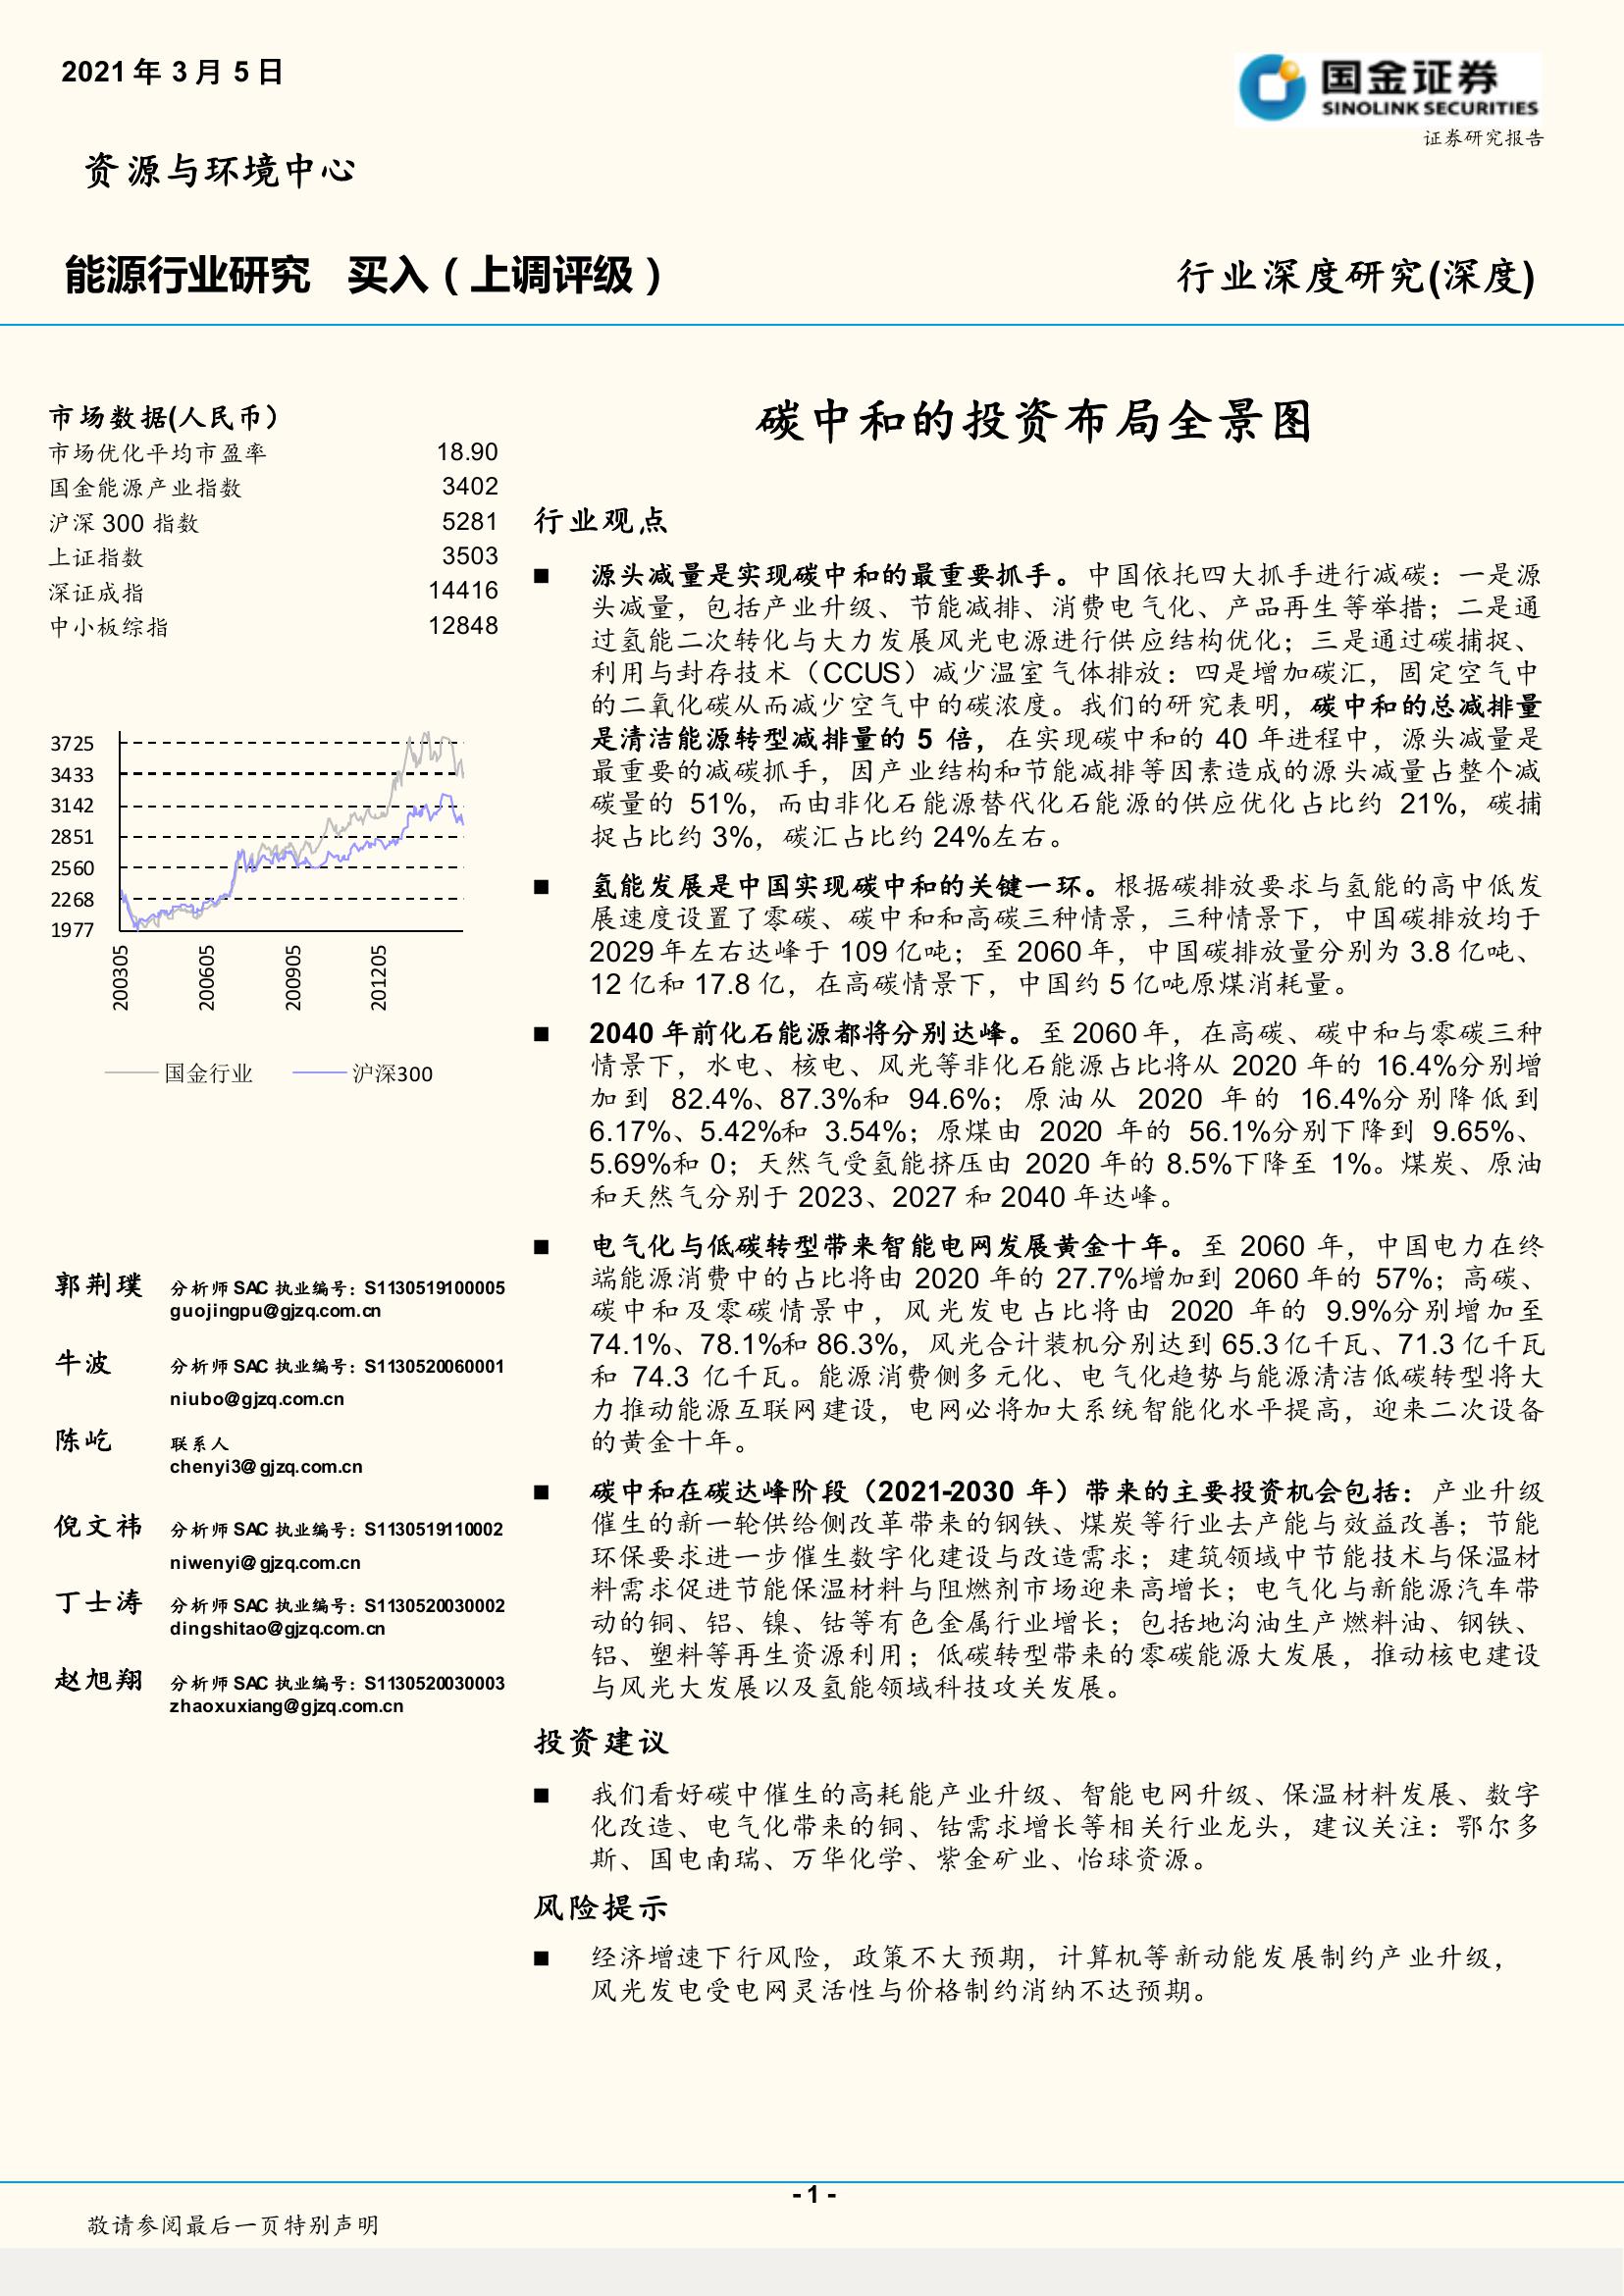 2021 年 3 月 5 日
国金证券
SINOLINK SECURITIES
证券研究报告
资源与环境中心
能源行业研究 买入（上调评级）
行业深度研究(深度)
市场数据(人民币）
市场优化平均市盈率 18.90
国金能源产业指数 3402
沪深 300 指数 5281
上证指数 3503
深证成指 14416
中小板综指 12848
3725
3433
3142
2851
2560
2268
1977
200305
200605
200905
201205
国金行业 沪深300
郭荆璞 分析师 SAC 执业编号：S1130519100005
guojingpu@gjzq.com.cn
牛波 分析师 SAC 执业编号：S1130520060001
niubo@gjzq.com.cn
陈屹 联系人
chenyi3@gjzq.com.cn
倪文祎 分析师 SAC 执业编号：S1130519110002
niwenyi@gjzq.com.cn
丁士涛 分析师 SAC 执业编号：S1130520030002
dingshitao@gjzq.com.cn
赵旭翔 分析师 SAC 执业编号：S1130520030003
zhaoxuxiang@gjzq.com.cn
碳中和的投资布局全景图
行业观点
■ 源头减量是实现碳中和的最重要抓手。中国依托四大抓手进行减碳：一是源
头减量，包括产业升级、节能减排、消费电气化、产品再生等举措；二是通
过氢能二次转化与大力发展风光电源进行供应结构优化；三是通过碳捕捉、
利用与封存技术（CCUS）减少温室气体排放：四是增加碳汇，固定空气中
的二氧化碳从而减少空气中的碳浓度。我们的研究表明，碳中和的总减排量
是清洁能源转型减排量的 5 倍，在实现碳中和的 40 年进程中，源头减量是
最重要的减碳抓手，因产业结构和节能减排等因素造成的源头减量占整个减
碳量的 51%，而由非化石能源替代化石能源的供应优化占比约 21%，碳捕
捉占比约 3%，碳汇占比约 24%左右。
■ 氢能发展是中国实现碳中和的关键一环。根据碳排放要求与氢能的高中低发
展速度设置了零碳、碳中和和高碳三种情景，三种情景下，中国碳排放均于
2029 年左右达峰于 109 亿吨；至 2060 年，中国碳排放量分别为 3.8 亿吨、
12 亿和 17.8 亿，在高碳情景下，中国约 5 亿吨原煤消耗量。
■ 2040 年前化石能源都将分别达峰。至 2060 年，在高碳、碳中和与零碳三种
情景下，水电、核电、风光等非化石能源占比将从 2020 年的 16.4%分别增
加到 82.4%、87.3%和 94.6%；原油从 2020 年的 16.4%分别降低到
6.17%、5.42%和 3.54%；原煤由 2020 年的 56.1%分别下降到 9.65%、
5.69%和 0；天然气受氢能挤压由 2020 年的 8.5%下降至 1%。煤炭、原油
和天然气分别于 2023、2027 和 2040 年达峰。
■ 电气化与低碳转型带来智能电网发展黄金十年。至 2060 年，中国电力在终
端能源消费中的占比将由 2020 年的 27.7%增加到 2060 年的 57%；高碳、
碳中和及零碳情景中，风光发电占比将由 2020 年的 9.9%分别增加至
74.1%、78.1%和 86.3%，风光合计装机分别达到 65.3 亿千瓦、71.3 亿千瓦
和 74.3 亿千瓦。能源消费侧多元化、电气化趋势与能源清洁低碳转型将大
力推动能源互联网建设，电网必将加大系统智能化水平提高，迎来二次设备
的黄金十年。
■ 碳中和在碳达峰阶段（2021-2030 年）带来的主要投资机会包括：产业升级
催生的新一轮供给侧改革带来的钢铁、煤炭等行业去产能与效益改善；节能
环保要求进一步催生数字化建设与改造需求；建筑领域中节能技术与保温材
料需求促进节能保温材料与阻燃剂市场迎来高增长；电气化与新能源汽车带
动的铜、铝、镍、钴等有色金属行业增长；包括地沟油生产燃料油、钢铁、
铝、塑料等再生资源利用；低碳转型带来的零碳能源大发展，推动核电建设
与风光大发展以及氢能领域科技攻关发展。
投资建议
■ 我们看好碳中催生的高耗能产业升级、智能电网升级、保温材料发展、数字
化改造、电气化带来的铜、钴需求增长等相关行业龙头，建议关注：鄂尔多
斯、国电南瑞、万华化学、紫金矿业、怡球资源。
风险提示
■ 经济增速下行风险，政策不大预期，计算机等新动能发展制约产业升级，
风光发电受电网灵活性与价格制约消纳不达预期。
- 1 -
敬请参阅最后一页特别声明